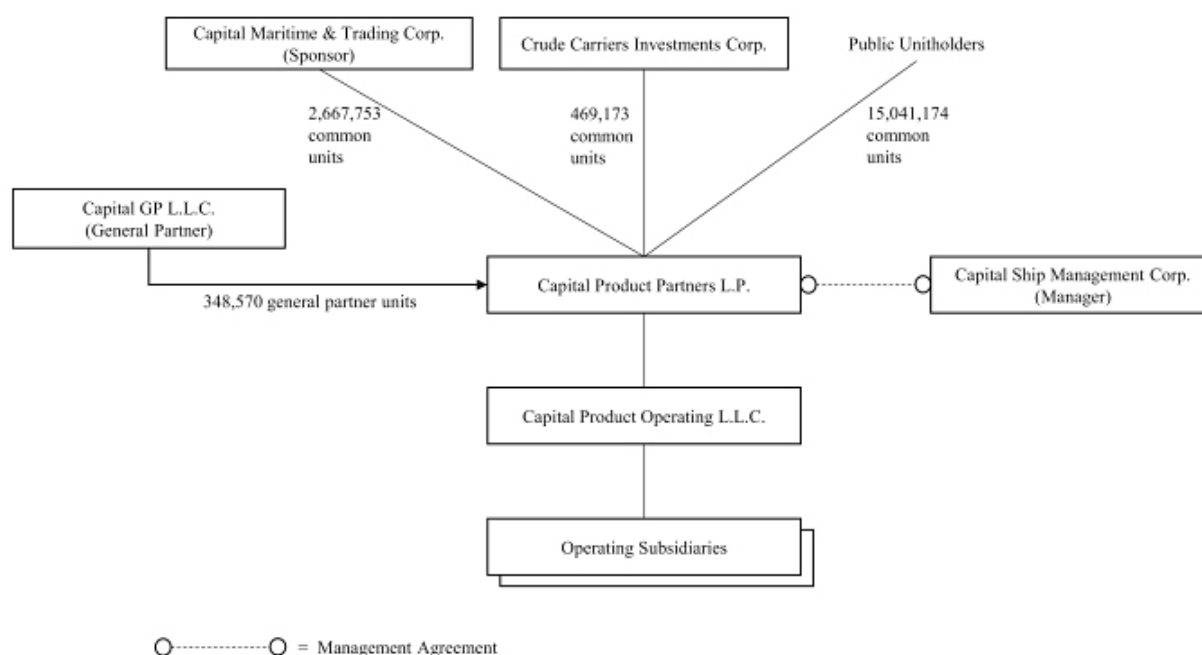 Capital Maritime & Trading Corp.
(Sponsor)
Crude Carriers Investments Corp.
Public Unitholders
2,667,753
common
units
469,173
common
units
15,041,174
common
units
Capital GP L.L.C.
(General Partner)
348,570 general partner units
Capital Product Partners L.P.
Capital Ship Management Corp.
(Manager)
Capital Product Operating L.L.C.
Operating Subsidiaries
= Management Agreement